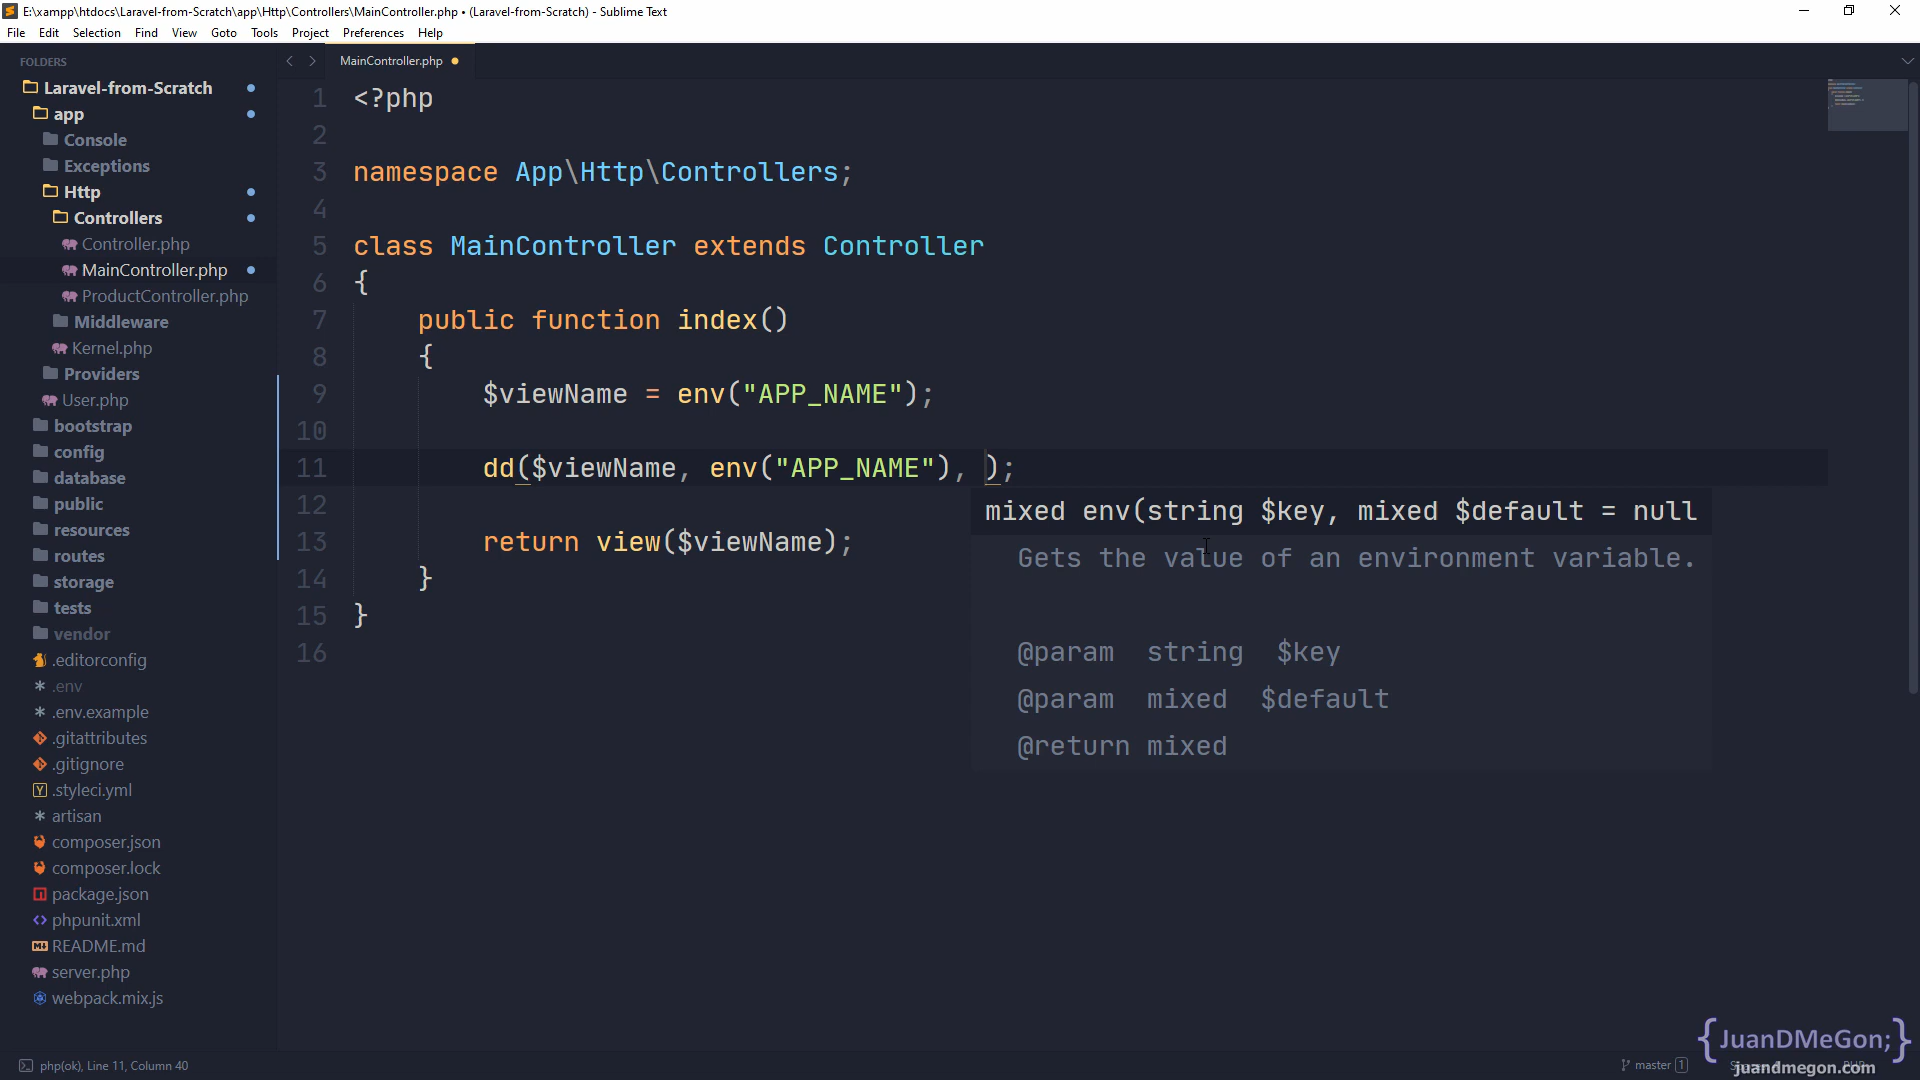 E:\xampp\htdocs\Laravel-from-Scratch\app\Http\Controllers\MainController.php • (Laravel-from-Scratch) - Sublime Text
File Edit Selection Find View Goto Tools Project Preferences Help
FOLDERS
Laravel-from-Scratch
app
Console
Exceptions
Http
Controllers
Controller.php
MainController.php
ProductController.php
Middleware
Kernel.php
Providers
User.php
bootstrap
config
database
public
resources
routes
storage
tests
vendor
.editorconfig
.env
.env.example
.gitattributes
.gitignore
.styleci.yml
artisan
composer.json
composer.lock
package.json
phpunit.xml
README.md
server.php
webpack.mix.js
MainController.php
1 <?php
2
3 namespace App\Http\Controllers;
4
5 class MainController extends Controller
6 {
7 public function index()
8 {
9 $viewName = env("APP_NAME");
10
11 dd($viewName, env("APP_NAME"), );
12
13 return view($viewName);
14 }
15 }
16
mixed env(string $key, mixed $default = null
Gets the value of an environment variable.
@param string $key
@param mixed $default
@return mixed
{JuanDMeGon;}
juandmegon.com
php(ok), Line 11, Column 40
master 1